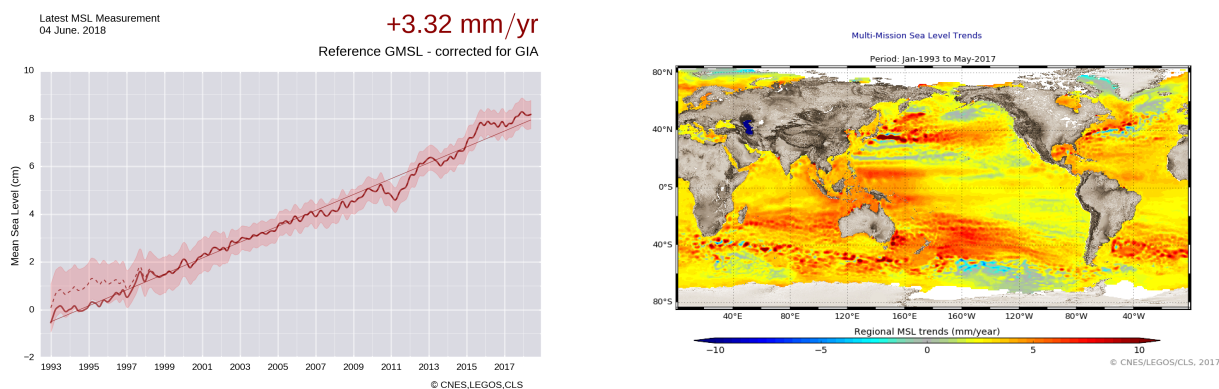 Latest MSL Measurement
04 June. 2018
+3.32 mm/yr
Reference GMSL - corrected for GIA
10
8
6
4
2
0
−2
Mean Sea Level (cm)
1993 1995 1997 1999 2001 2003 2005 2007 2009 2011 2013 2015 2017
© CNES,LEGOS,CLS
Multi-Mission Sea Level Trends
Period: Jan-1993 to May-2017
80°N
40°N
0°N
40°S
80°S
40°E 80°E 120°E 160°E 160°W 120°W 80°W 40°W
Regional MSL trends (mm/year)
−10 −5 0 5 10
© CNES/LEGOS/CLS, 2017